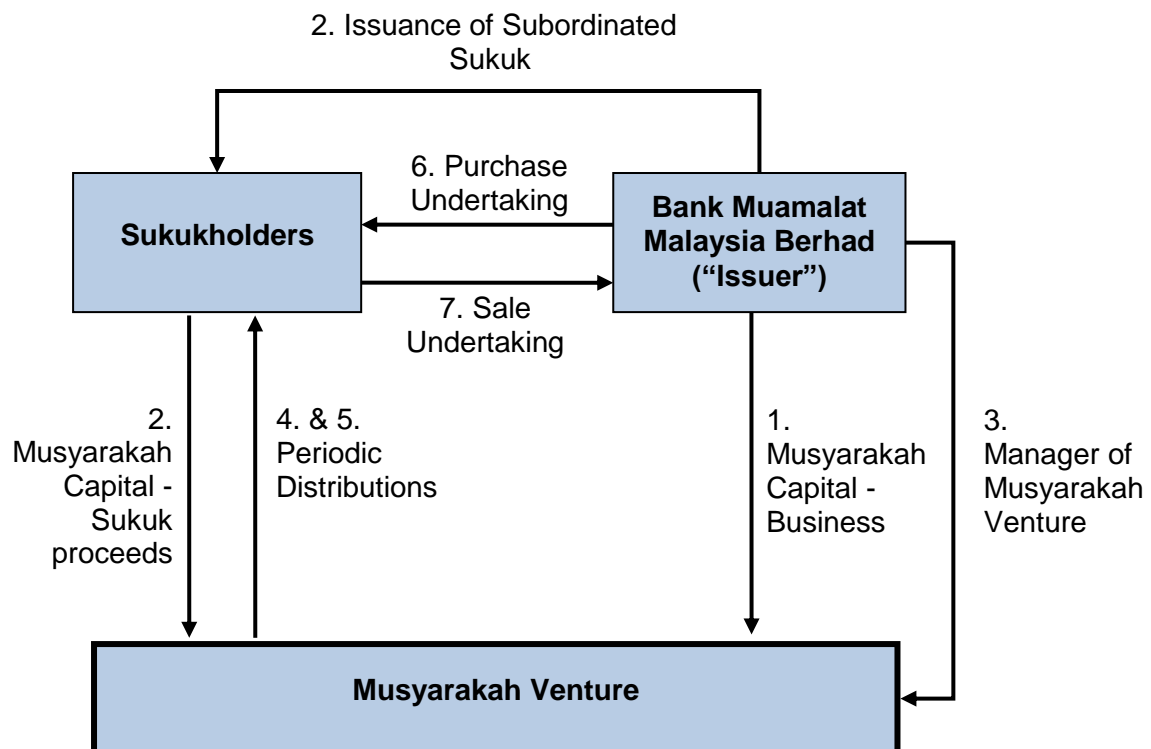 2. Issuance of Subordinated
Sukuk
6. Purchase
Undertaking
Sukukholders
Bank Muamalat
Malaysia Berhad
(“Issuer”)
7. Sale
Undertaking
2.
Musyarakah
Capital -
Sukuk
proceeds
4. & 5.
Periodic
Distributions
1.
Musyarakah
Capital -
Business
3.
Manager of
Musyarakah
Venture
Musyarakah Venture